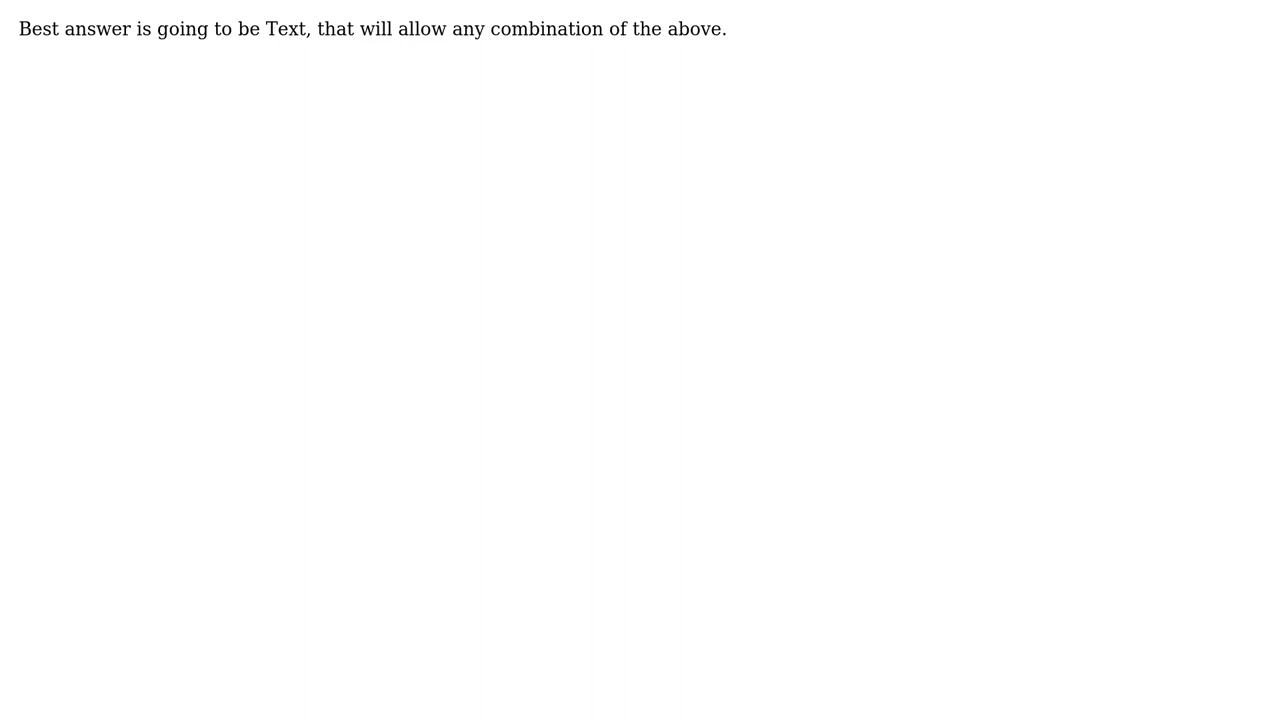 Best answer is going to be Text, that will allow any combination of the above.